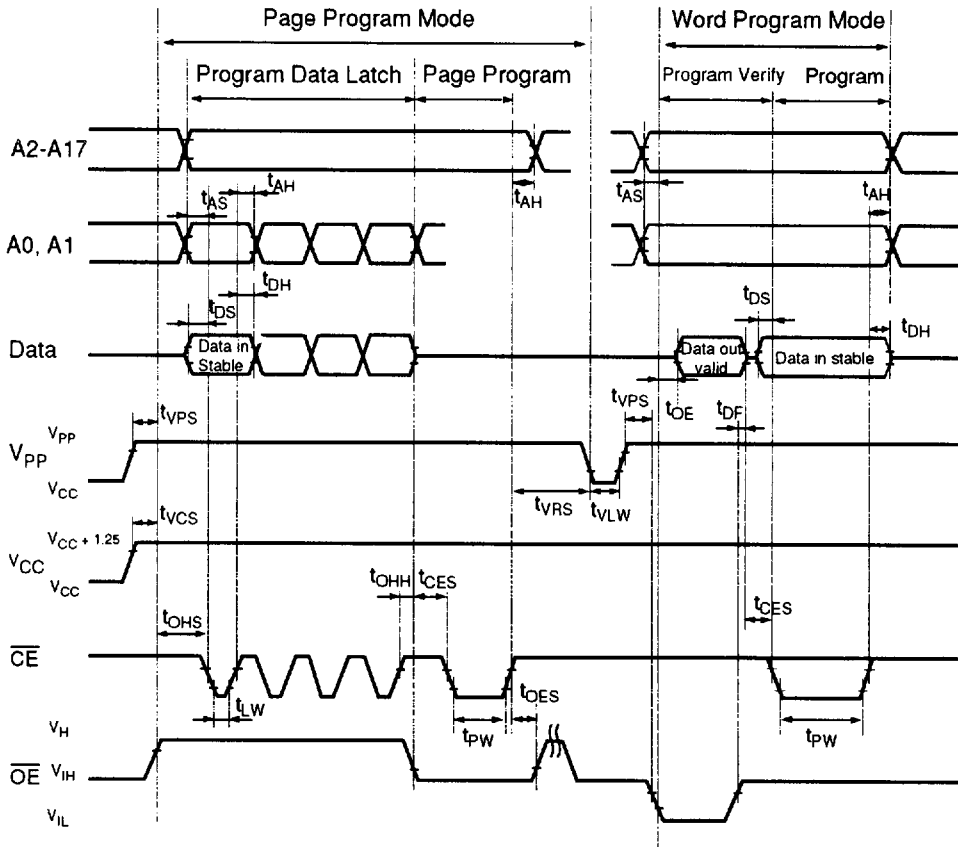 Page Program Mode
Word Program Mode
Program Data Latch
Page Program
Program Verify
Program
A2-A17
tAH
tAS
tAH
tAS
tAH
A0, A1
tDH
tDS
tDS
tDH
Data
Data in Stable
Data out valid
Data in stable
tVPS
tVPS
tOE
tDF
VPP
VPP
VCC
tVRS
tVLW
tVCS
VCC + 1.25
VCC
VCC
tOHH
tCES
tCES
tOHS
CE
tLW
tPW
tOES
tPW
VH
OE
VIH
VIL